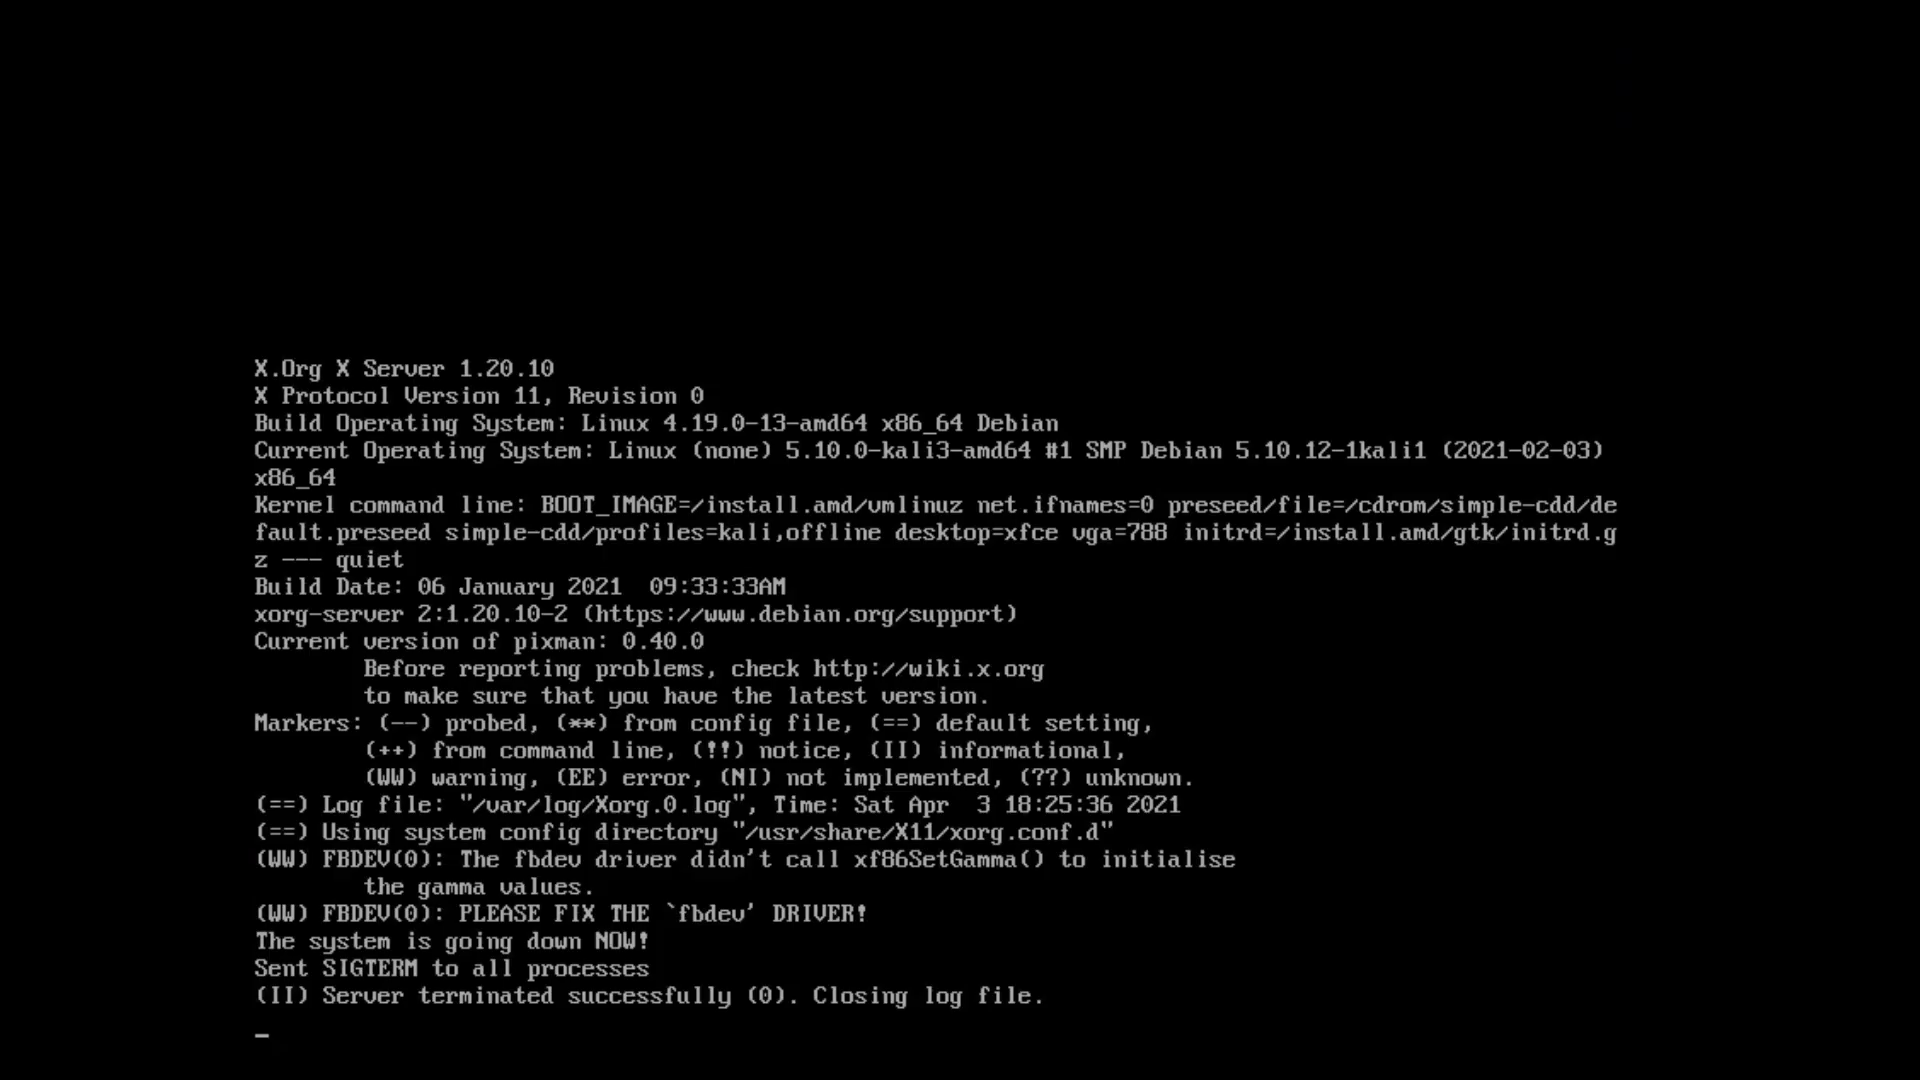 X.Org X Server 1.20.10
X Protocol Version 11, Revision 0
Build Operating System: Linux 4.19.0-13-amd64 x86_64 Debian
Current Operating System: Linux (none) 5.10.0-kali3-amd64 #1 SMP Debian 5.10.12-1kali1 (2021-02-03)
x86_64
Kernel command line: BOOT_IMAGE=/install.amd/vmlinuz net.ifnames=0 preseed/file=/cdrom/simple-cdd/de
fault.preseed simple-cdd/profiles=kali,offline desktop=xfce vga=788 initrd=/install.amd/gtk/initrd.g
z --- quiet
Build Date: 06 January 2021  09:33:33AM
xorg-server 2:1.20.10-2 (https://www.debian.org/support)
Current version of pixman: 0.40.0
        Before reporting problems, check http://wiki.x.org
        to make sure that you have the latest version.
Markers: (--) probed, (**) from config file, (==) default setting,
        (++) from command line, (!!) notice, (II) informational,
        (WW) warning, (EE) error, (NI) not implemented, (??) unknown.
(==) Log file: "/var/log/Xorg.0.log", Time: Sat Apr  3 18:25:36 2021
(==) Using system config directory "/usr/share/X11/xorg.conf.d"
(WW) FBDEV(0): The fbdev driver didn't call xf86SetGamma() to initialise
        the gamma values.
(WW) FBDEV(0): PLEASE FIX THE `fbdev' DRIVER!
The system is going down NOW!
Sent SIGTERM to all processes
(II) Server terminated successfully (0). Closing log file.
_